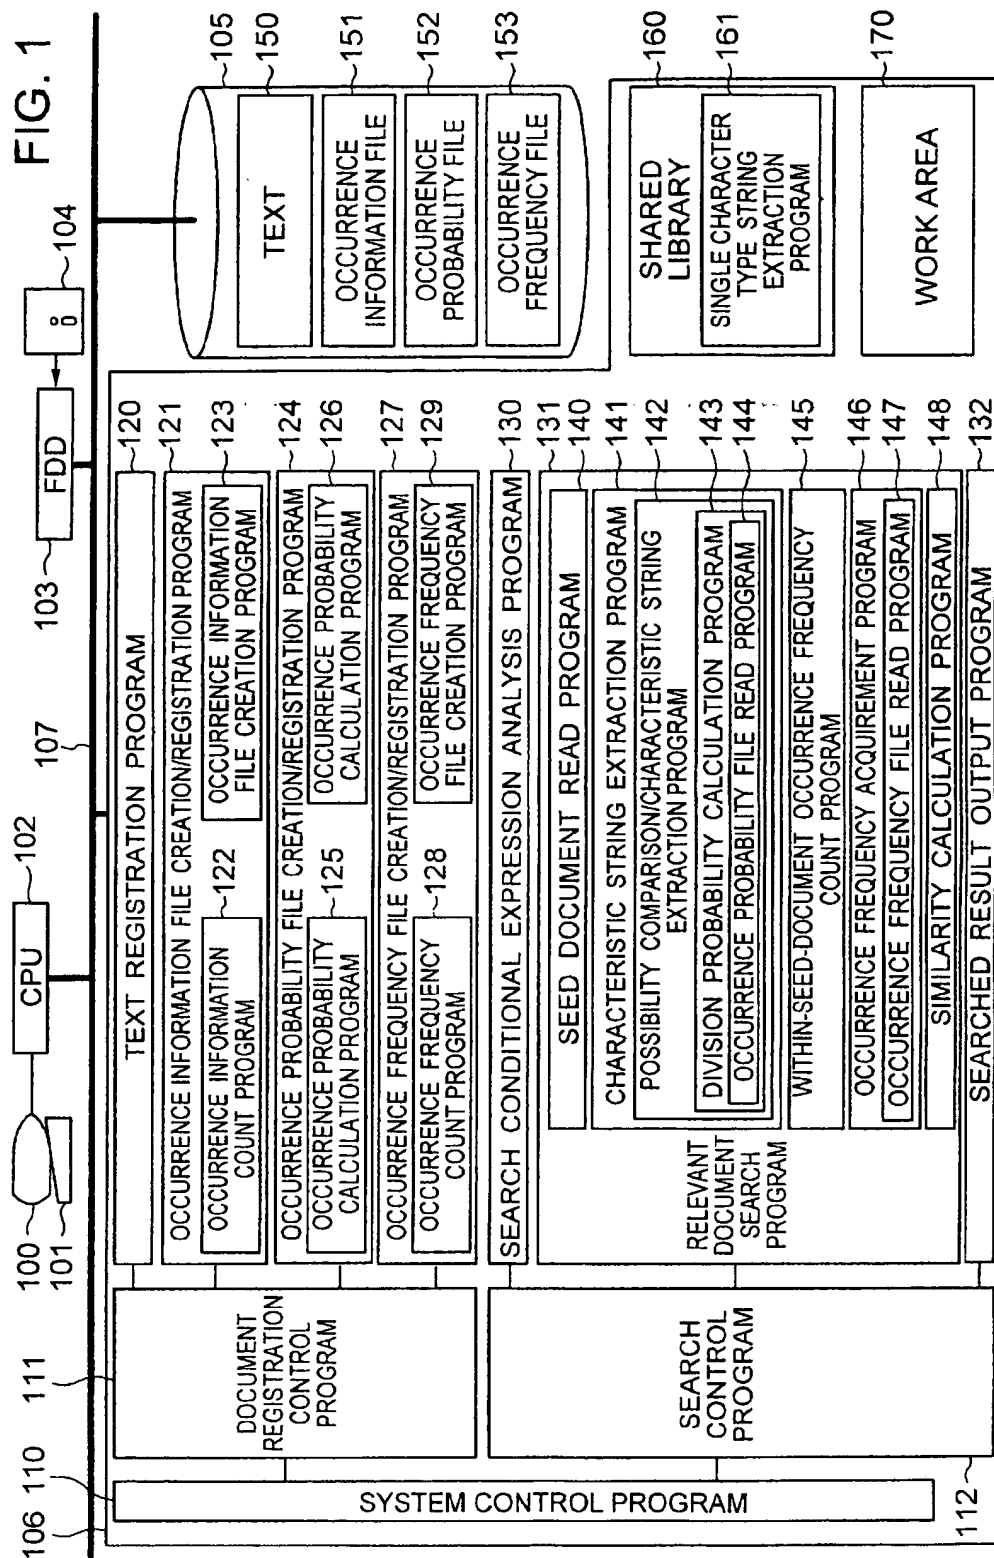 FIG. 1
100
101
CPU
102
107
103
FDD
104
106
110
SYSTEM CONTROL PROGRAM
111
DOCUMENT
REGISTRATION
CONTROL
PROGRAM
TEXT REGISTRATION PROGRAM
120
OCCURRENCE INFORMATION FILE CREATION/REGISTRATION PROGRAM
121
OCCURRENCE INFORMATION
COUNT PROGRAM
122
OCCURRENCE INFORMATION
FILE CREATION PROGRAM
123
OCCURRENCE PROBABILITY FILE CREATION/REGISTRATION PROGRAM
124
OCCURRENCE PROBABILITY
CALCULATION PROGRAM
125
OCCURRENCE PROBABILITY
CALCULATION PROGRAM
126
OCCURRENCE FREQUENCY FILE CREATION/REGISTRATION PROGRAM
127
OCCURRENCE FREQUENCY
COUNT PROGRAM
128
OCCURRENCE FREQUENCY
FILE CREATION PROGRAM
129
112
SEARCH
CONTROL
PROGRAM
SEARCH CONDITIONAL EXPRESSION ANALYSIS PROGRAM
130
RELEVANT
DOCUMENT
SEARCH
PROGRAM
131
SEED DOCUMENT READ PROGRAM
140
CHARACTERISTIC STRING EXTRACTION PROGRAM
141
POSSIBILITY COMPARISON/CHARACTERISTIC STRING
EXTRACTION PROGRAM
142
DIVISION PROBABILITY CALCULATION PROGRAM
143
OCCURRENCE PROBABILITY FILE READ PROGRAM
144
WITHIN-SEED-DOCUMENT OCCURRENCE FREQUENCY
COUNT PROGRAM
145
OCCURRENCE FREQUENCY ACQUIREMENT PROGRAM
146
OCCURRENCE FREQUENCY FILE READ PROGRAM
147
SIMILARITY CALCULATION PROGRAM
148
SEARCHED RESULT OUTPUT PROGRAM
132
105
TEXT
150
OCCURRENCE
INFORMATION FILE
151
OCCURRENCE
PROBABILITY FILE
152
OCCURRENCE
FREQUENCY FILE
153
SHARED
LIBRARY
160
SINGLE CHARACTER
TYPE STRING
EXTRACTION
PROGRAM
161
WORK AREA
170